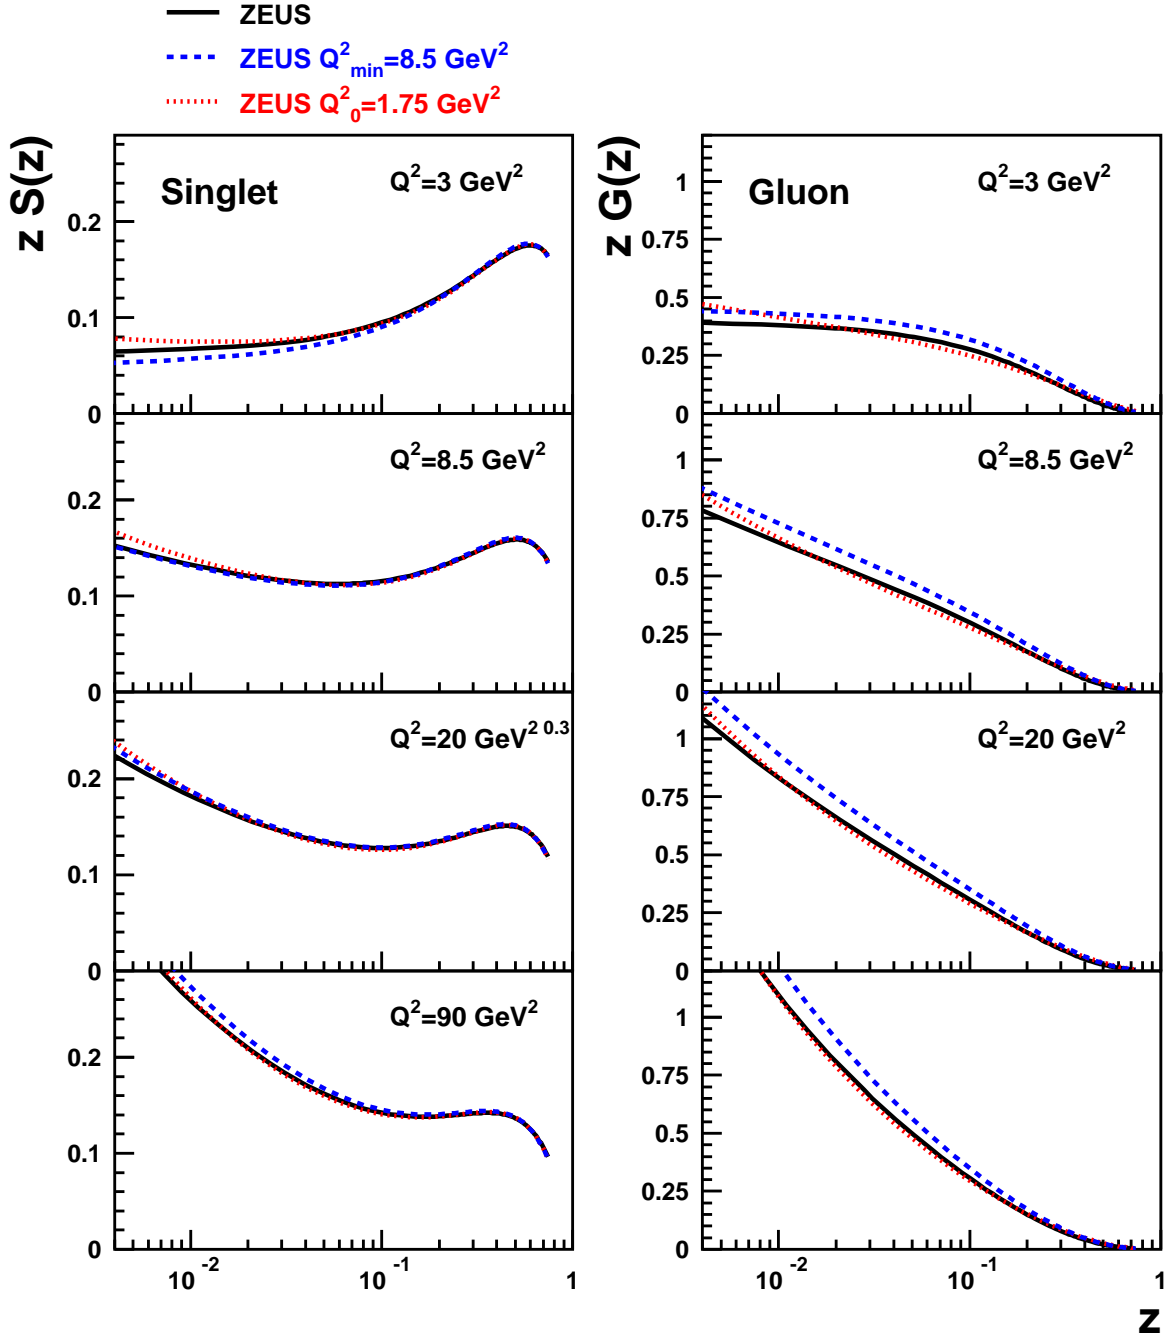 ZEUS
ZEUS Q²min=8.5 GeV²
ZEUS Q²0=1.75 GeV²
z S(z)
Singlet
Q²=3 GeV²
0.2
0.1
0
z G(z)
Gluon
Q²=3 GeV²
1
0.75
0.5
0.25
0
Q²=8.5 GeV²
0.2
0.1
0
Q²=8.5 GeV²
1
0.75
0.5
0.25
0
Q²=20 GeV² 0.3
0.2
0.1
0
Q²=20 GeV²
1
0.75
0.5
0.25
0
Q²=90 GeV²
0.2
0.1
0
1
0.75
0.5
0.25
0
10⁻² 10⁻¹ 1
10⁻² 10⁻¹ 1
z